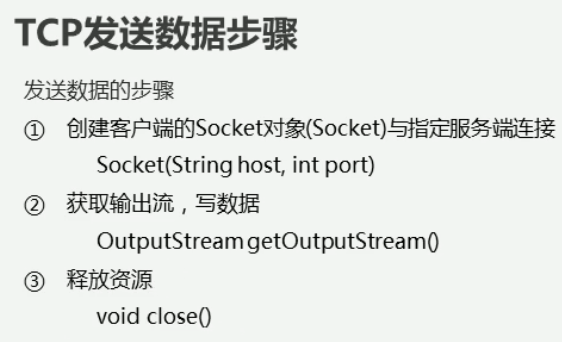 TCP发送数据步骤
发送数据的步骤
① 创建客户端的Socket对象(Socket)与指定服务端连接
Socket(String host, int port)
② 获取输出流，写数据
OutputStream getOutputStream()
③ 释放资源
void close()